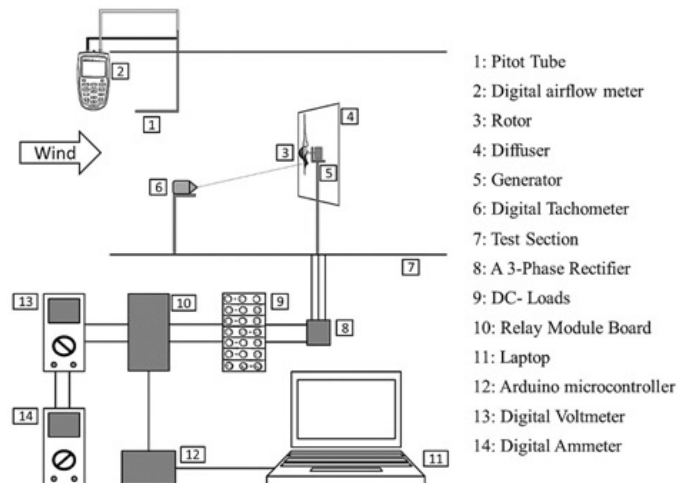 2
1
Wind
4
3
5
6
7
13
10
9
8
14
12
11
1: Pitot Tube
2: Digital airflow meter
3: Rotor
4: Diffuser
5: Generator
6: Digital Tachometer
7: Test Section
8: A 3-Phase Rectifier
9: DC- Loads
10: Relay Module Board
11: Laptop
12: Arduino microcontroller
13: Digital Voltmeter
14: Digital Ammeter